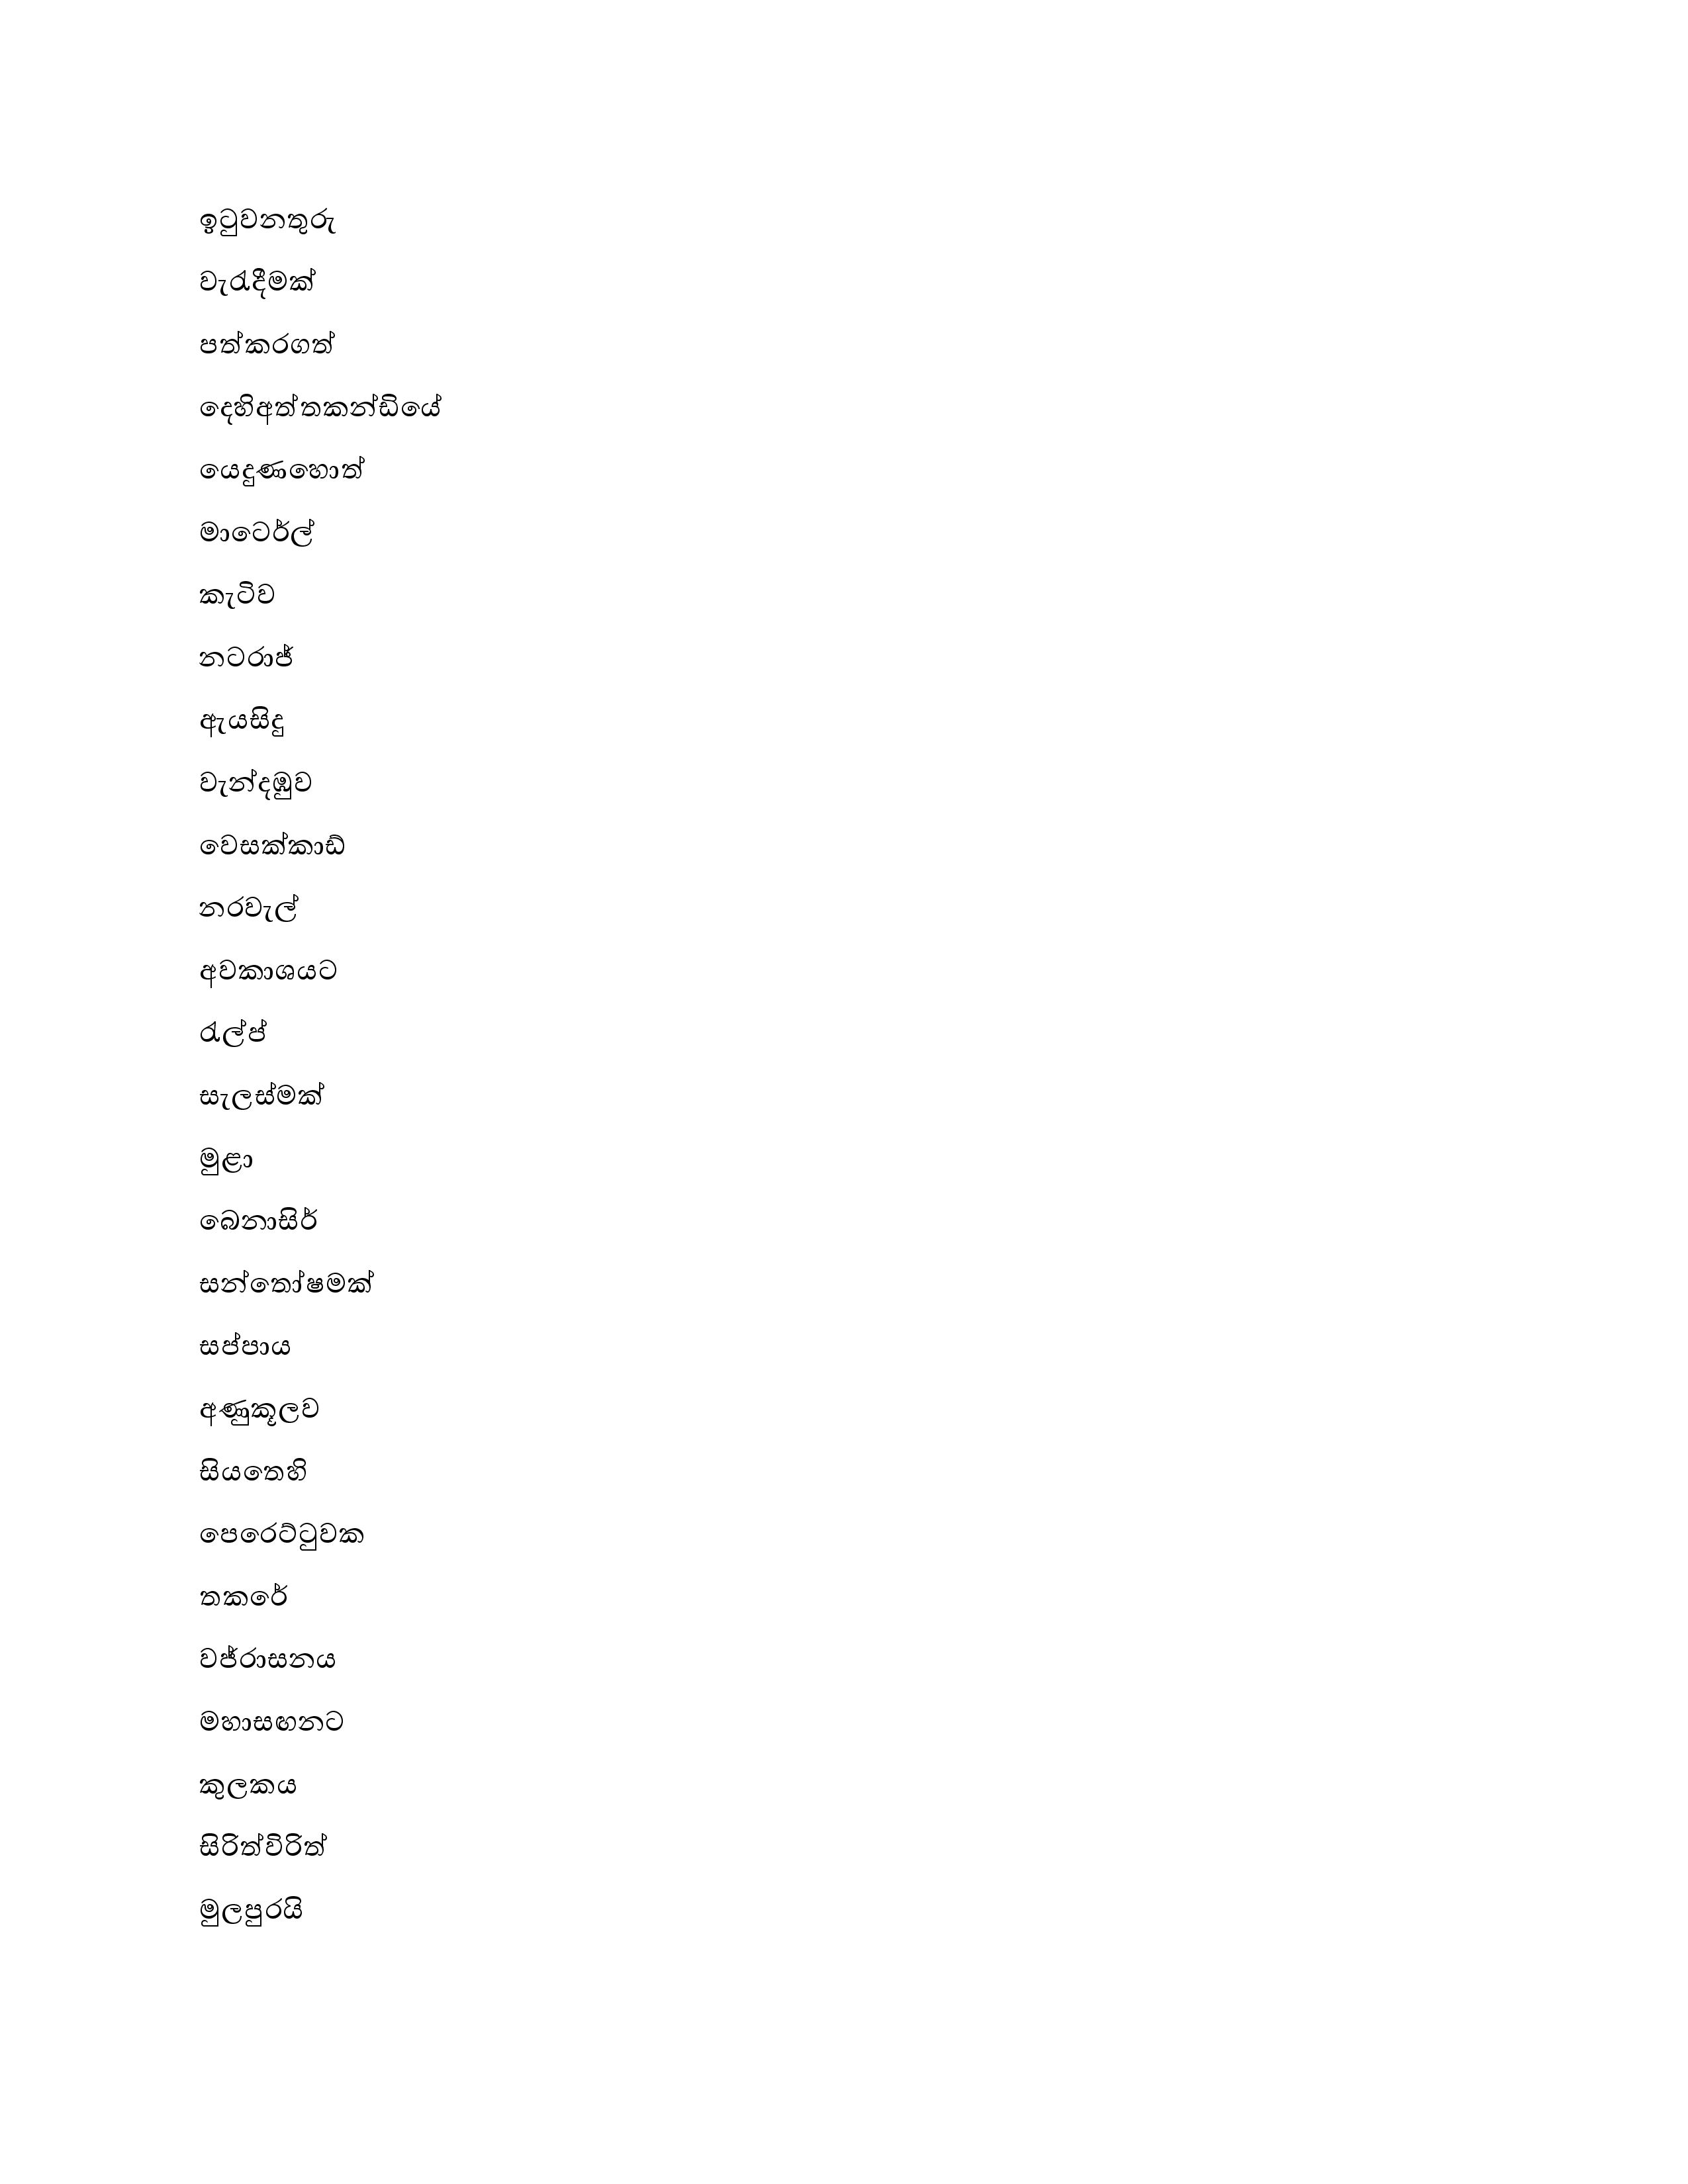 ඉටුවනතුරු
වැරැදීමක්
පත්කරගත්
දෙහිඅත්තකන්ඩියේ
යෙදුණහොත්
මාටෙර්ල්
කැටිව
නටරාජ්
ඇයසිදු
වැන්දඹුව
වෙසක්කාඩ්
නරවැල්
අවකාශයට
රැල්ප්
සැලස්මක්
මුළා
බෙනාසිර්
සන්තෝෂමක්
සප්පාය
අණුකූලව
සියතෙහි
පෙරෙට්ටුවක
තකරේ
වජ්රාසනය
මහාසඟනට
කුලකය
සිරිත්විරිත්
මුලපුරයි